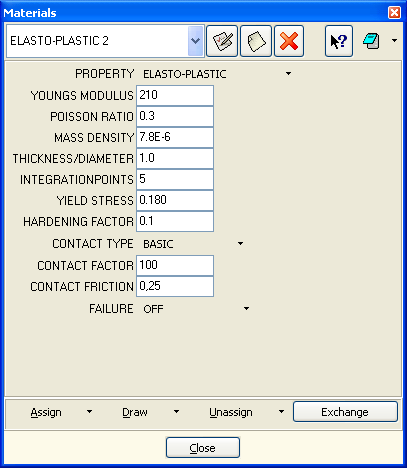 Materials
ELASTO-PLASTIC 2
PROPERTY ELASTO-PLASTIC
YOUNGS MODULUS 210
POISSON RATIO 0.3
MASS DENSITY 7.8E-6
THICKNESS/DIAMETER 1.0
INTEGRATIONPOINTS 5
YIELD STRESS 0.180
HARDENING FACTOR 0.1
CONTACT TYPE BASIC
CONTACT FACTOR 100
CONTACT FRICTION 0,25
FAILURE OFF
Assign Draw Unassign Exchange
Close